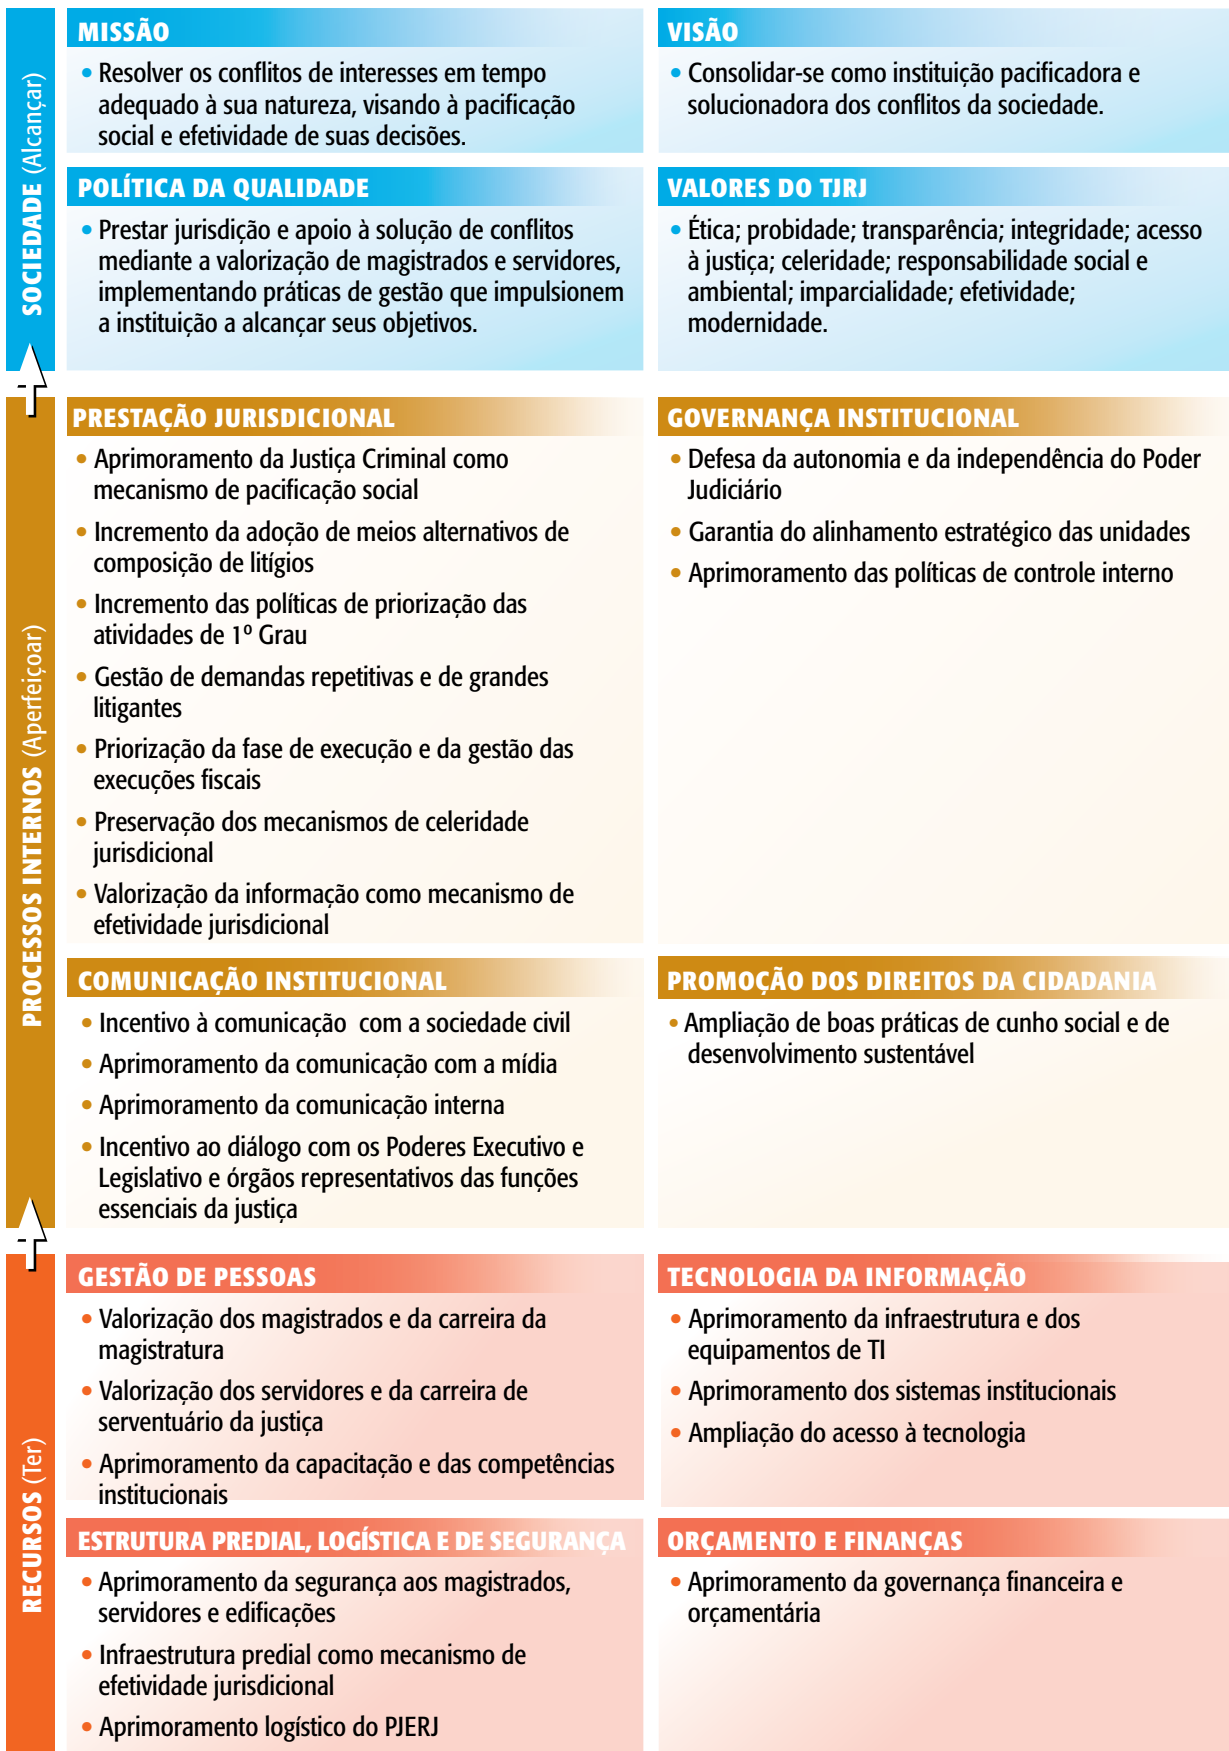 SOCIEDADE (Alcançar)
MISSÃO
• Resolver os conflitos de interesses em tempo
adequado à sua natureza, visando à pacificação
social e efetividade de suas decisões.
VISÃO
• Consolidar-se como instituição pacificadora e
solucionadora dos conflitos da sociedade.
POLÍTICA DA QUALIDADE
• Prestar jurisdição e apoio à solução de conflitos
mediante a valorização de magistrados e servidores,
implementando práticas de gestão que impulsionem
a instituição a alcançar seus objetivos.
VALORES DO TJRJ
• Ética; probidade; transparência; integridade; acesso
à justiça; celeridade; responsabilidade social e
ambiental; imparcialidade; efetividade;
modernidade.
PROCESSOS INTERNOS (Aperfeiçoar)
PRESTAÇÃO JURISDICIONAL
• Aprimoramento da Justiça Criminal como
mecanismo de pacificação social
• Incremento da adoção de meios alternativos de
composição de litígios
• Incremento das políticas de priorização das
atividades de 1º Grau
• Gestão de demandas repetitivas e de grandes
litigantes
• Priorização da fase de execução e da gestão das
execuções fiscais
• Preservação dos mecanismos de celeridade
jurisdicional
• Valorização da informação como mecanismo de
efetividade jurisdicional
GOVERNANÇA INSTITUCIONAL
• Defesa da autonomia e da independência do Poder
Judiciário
• Garantia do alinhamento estratégico das unidades
• Aprimoramento das políticas de controle interno
COMUNICAÇÃO INSTITUCIONAL
• Incentivo à comunicação com a sociedade civil
• Aprimoramento da comunicação com a mídia
• Aprimoramento da comunicação interna
• Incentivo ao diálogo com os Poderes Executivo e
Legislativo e órgãos representativos das funções
essenciais da justiça
PROMOÇÃO DOS DIREITOS DA CIDADANIA
• Ampliação de boas práticas de cunho social e de
desenvolvimento sustentável
RECURSOS (Ter)
GESTÃO DE PESSOAS
• Valorização dos magistrados e da carreira da
magistratura
• Valorização dos servidores e da carreira de
serventuário da justiça
• Aprimoramento da capacitação e das competências
institucionais
TECNOLOGIA DA INFORMAÇÃO
• Aprimoramento da infraestrutura e dos
equipamentos de TI
• Aprimoramento dos sistemas institucionais
• Ampliação do acesso à tecnologia
ESTRUTURA PREDIAL, LOGÍSTICA E DE SEGURANÇA
• Aprimoramento da segurança aos magistrados,
servidores e edificações
• Infraestrutura predial como mecanismo de
efetividade jurisdicional
• Aprimoramento logístico do PJERJ
ORÇAMENTO E FINANÇAS
• Aprimoramento da governança financeira e
orçamentária